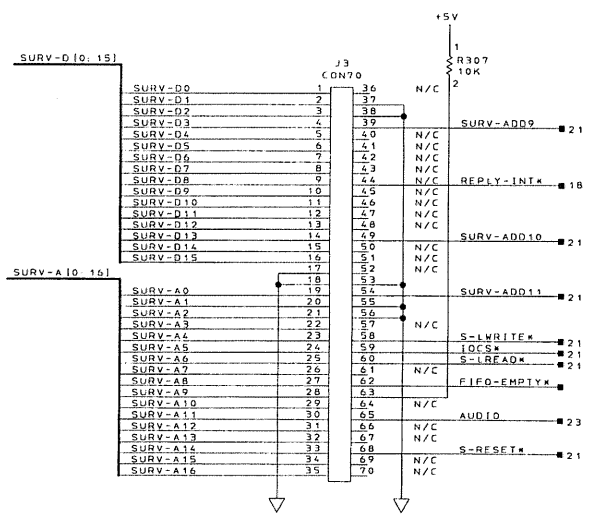 +5V
SURV-D[0:15]
J3
CON70
1
R307
10K
2
SURV-D0 1 36 N/C
SURV-D1 2 37
SURV-D2 3 38
SURV-D3 4 39 SURV-ADD9 21
SURV-D4 5 40 N/C
SURV-D5 6 41 N/C
SURV-D6 7 42 N/C
SURV-D7 8 43 N/C
SURV-D8 9 44 REPLY-INT* 18
SURV-D9 10 45 N/C
SURV-D10 11 46 N/C
SURV-D11 12 47 N/C
SURV-D12 13 48 N/C
SURV-D13 14 49 SURV-ADD10 21
SURV-D14 15 50 N/C
SURV-D15 16 51 N/C
SURV-A[0:16] 17 52 N/C
18 53
SURV-A0 19 54 SURV-ADD11 21
SURV-A1 20 55
SURV-A2 21 56
SURV-A3 22 57 N/C
SURV-A4 23 58 S-LWRITE* 21
SURV-A5 24 59 IOCS* 21
SURV-A6 25 60 S-LREAD* 21
SURV-A7 26 61 N/C
SURV-A8 27 62 FIFO-EMPTY*
SURV-A9 28 63
SURV-A10 29 64 N/C
SURV-A11 30 65 AUDIO 23
SURV-A12 31 66 N/C
SURV-A13 32 67 N/C
SURV-A14 33 68 S-RESET* 21
SURV-A15 34 69 N/C
SURV-A16 35 70 N/C